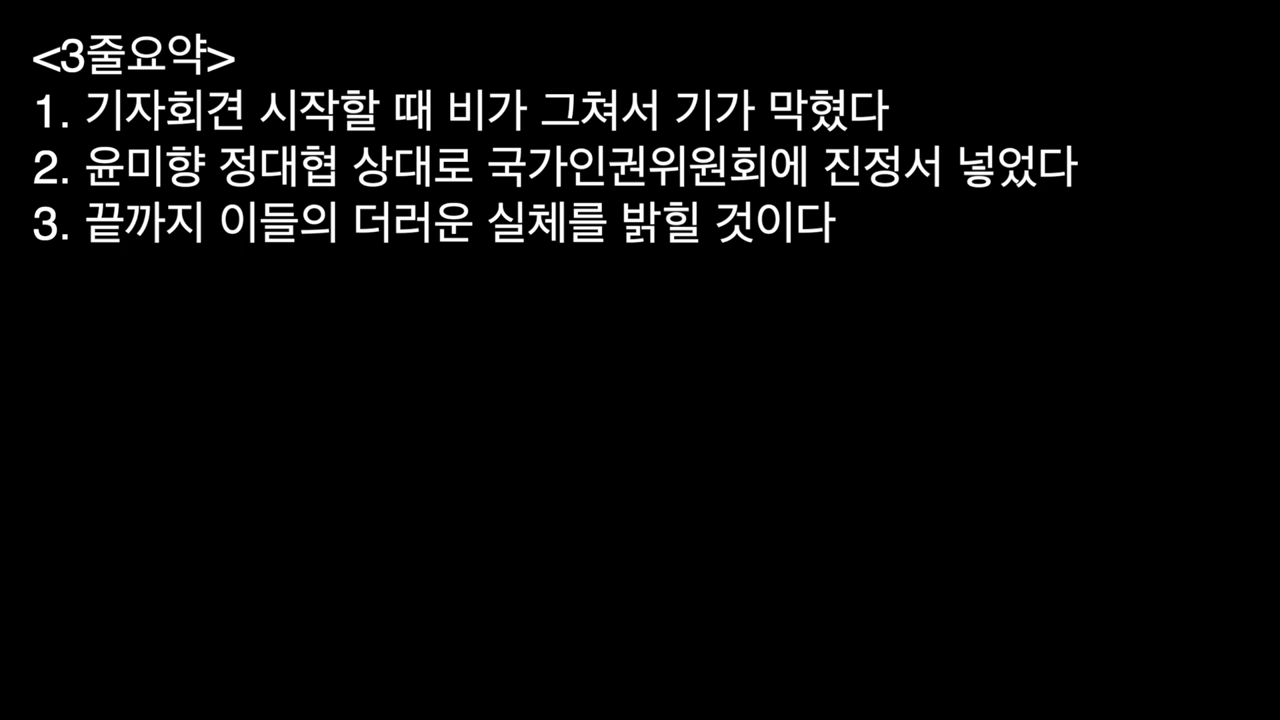 <3줄요약>
1. 기자회견 시작할 때 비가 그쳐서 기가 막혔다
2. 윤미향 정대협 상대로 국가인권위원회에 진정서 넣었다
3. 끝까지 이들의 더러운 실체를 밝힐 것이다